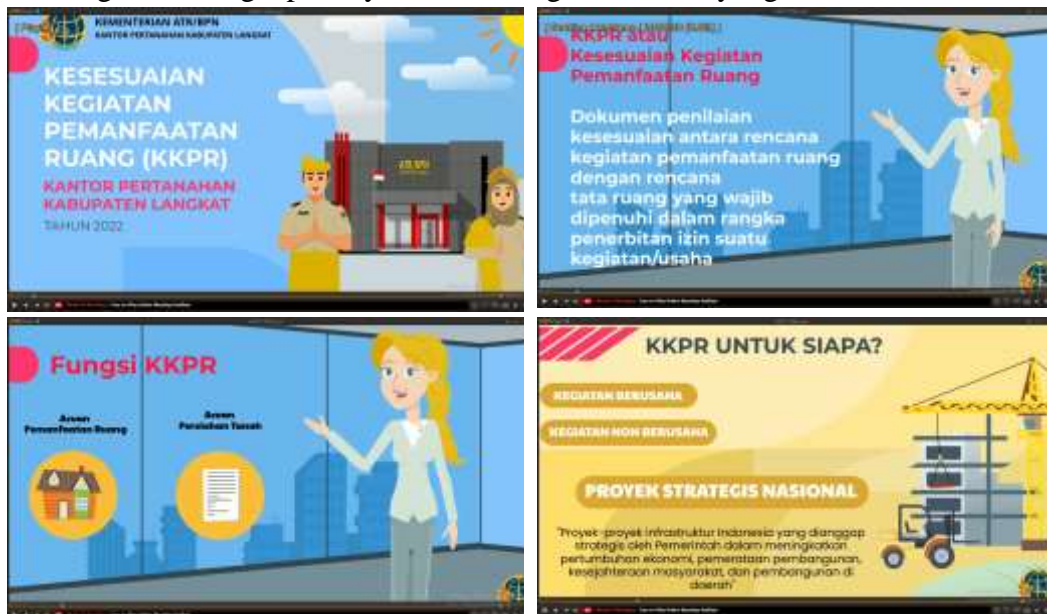 KEMENTERIAN ATR/BPN
KANTOR PERTANAHAN KABUPATEN LANGKAT
KESESUAIAN
KEGIATAN
PEMANFAATAN
RUANG (KKPR)
KANTOR PERTANAHAN
KABUPATEN LANGKAT
TAHUN 2022
KKPR atau
Kesesuaian Kegiatan
Pemanfaatan Ruang
Dokumen penilaian
kesesuaian antara rencana
kegiatan pemanfaatan ruang
dengan rencana
tata ruang yang wajib
dipenuhi dalam rangka
penerbitan izin suatu
kegiatan/usaha
Fungsi KKPR
Acuan
Pemanfaatan Ruang
Acuan
Perolehan Tanah
KKPR UNTUK SIAPA?
KEGIATAN BERUSAHA
KEGIATAN NON BERUSAHA
PROYEK STRATEGIS NASIONAL
"Proyek-proyek infrastruktur Indonesia yang dianggap
strategis oleh Pemerintah dalam meningkatkan
pertumbuhan ekonomi, pemerataan pembangunan,
kesejahteraan masyarakat, dan pembangunan di
daerah"